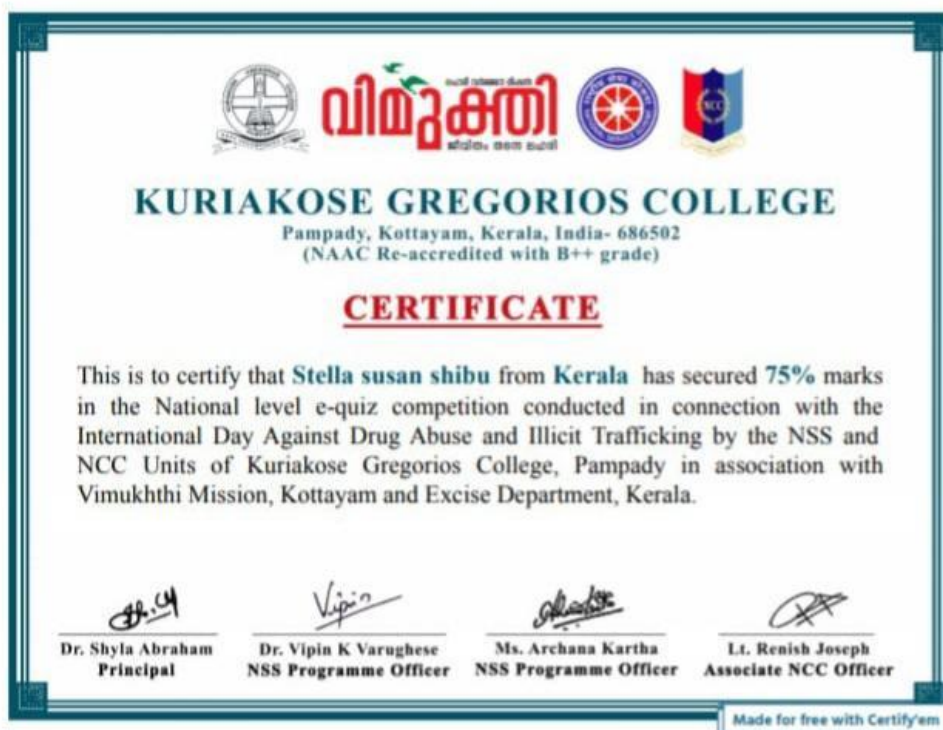 വിമുക്തി
ജീവിതം തന്നെ ലഹരി
NCC
KURIAKOSE GREGORIOS COLLEGE
Pampady, Kottayam, Kerala, India- 686502
(NAAC Re-accredited with B++ grade)
CERTIFICATE
This is to certify that Stella susan shibu from Kerala has secured 75% marks
in the National level e-quiz competition conducted in connection with the
International Day Against Drug Abuse and Illicit Trafficking by the NSS and
NCC Units of Kuriakose Gregorios College, Pampady in association with
Vimukhthi Mission, Kottayam and Excise Department, Kerala.
Vipin
Dr. Shyla Abraham Dr. Vipin K Varughese Ms. Archana Kartha Lt. Renish Joseph
Principal NSS Programme Officer NSS Programme Officer Associate NCC Officer
Made for free with Certify'em